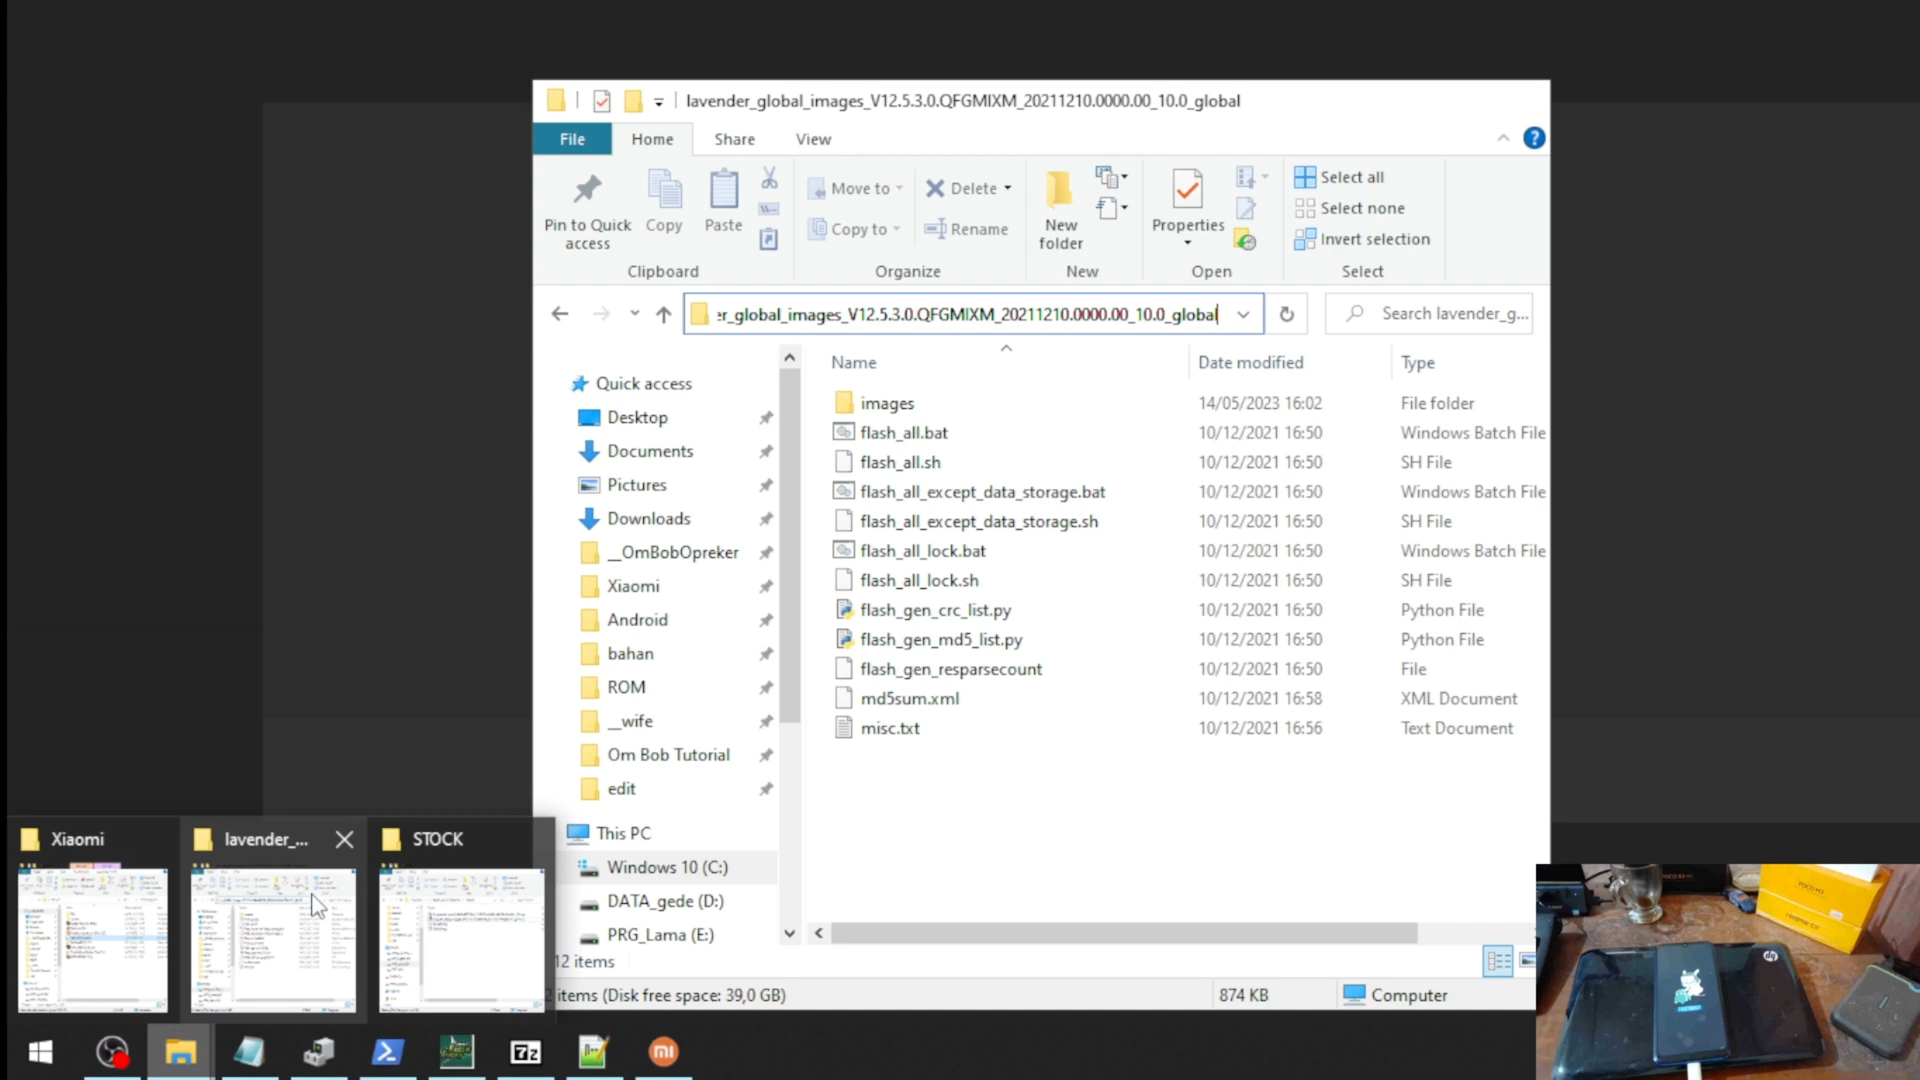 lavender_global_images_V12.5.3.0.QFGMIXM_20211210.0000.00_10.0_global
File Home Share View
Pin to Quick access
Copy
Paste
Move to
Copy to
Delete
Rename
New folder
Properties
Select all
Select none
Invert selection
Clipboard Organize New Open Select
er_global_images_V12.5.3.0.QFGMIXM_20211210.0000.00_10.0_global
Search lavender_g...
Name Date modified Type
Quick access
Desktop
Documents
Pictures
Downloads
__OmBobOpreker
Xiaomi
Android
bahan
ROM
__wife
Om Bob Tutorial
edit
This PC
Windows 10 (C:)
DATA_gede (D:)
PRG_Lama (E:)
images 14/05/2023 16:02 File folder
flash_all.bat 10/12/2021 16:50 Windows Batch File
flash_all.sh 10/12/2021 16:50 SH File
flash_all_except_data_storage.bat 10/12/2021 16:50 Windows Batch File
flash_all_except_data_storage.sh 10/12/2021 16:50 SH File
flash_all_lock.bat 10/12/2021 16:50 Windows Batch File
flash_all_lock.sh 10/12/2021 16:50 SH File
flash_gen_crc_list.py 10/12/2021 16:50 Python File
flash_gen_md5_list.py 10/12/2021 16:50 Python File
flash_gen_resparsecount 10/12/2021 16:50 File
md5sum.xml 10/12/2021 16:58 XML Document
misc.txt 10/12/2021 16:56 Text Document
12 items
2 items (Disk free space: 39,0 GB) 874 KB Computer
Xiaomi
lavender_...
STOCK
7z
hp